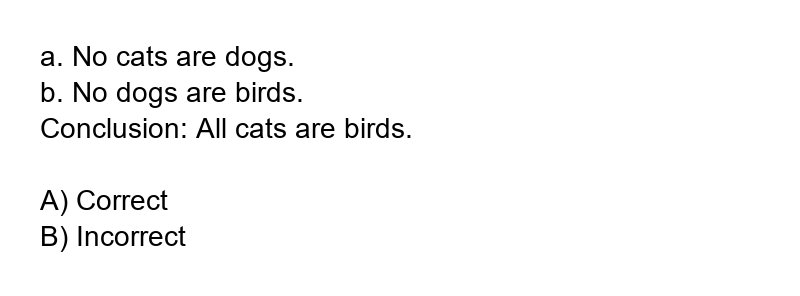 a. No cats are dogs.
b. No dogs are birds.
Conclusion: All cats are birds.
A) Correct
B) Incorrect